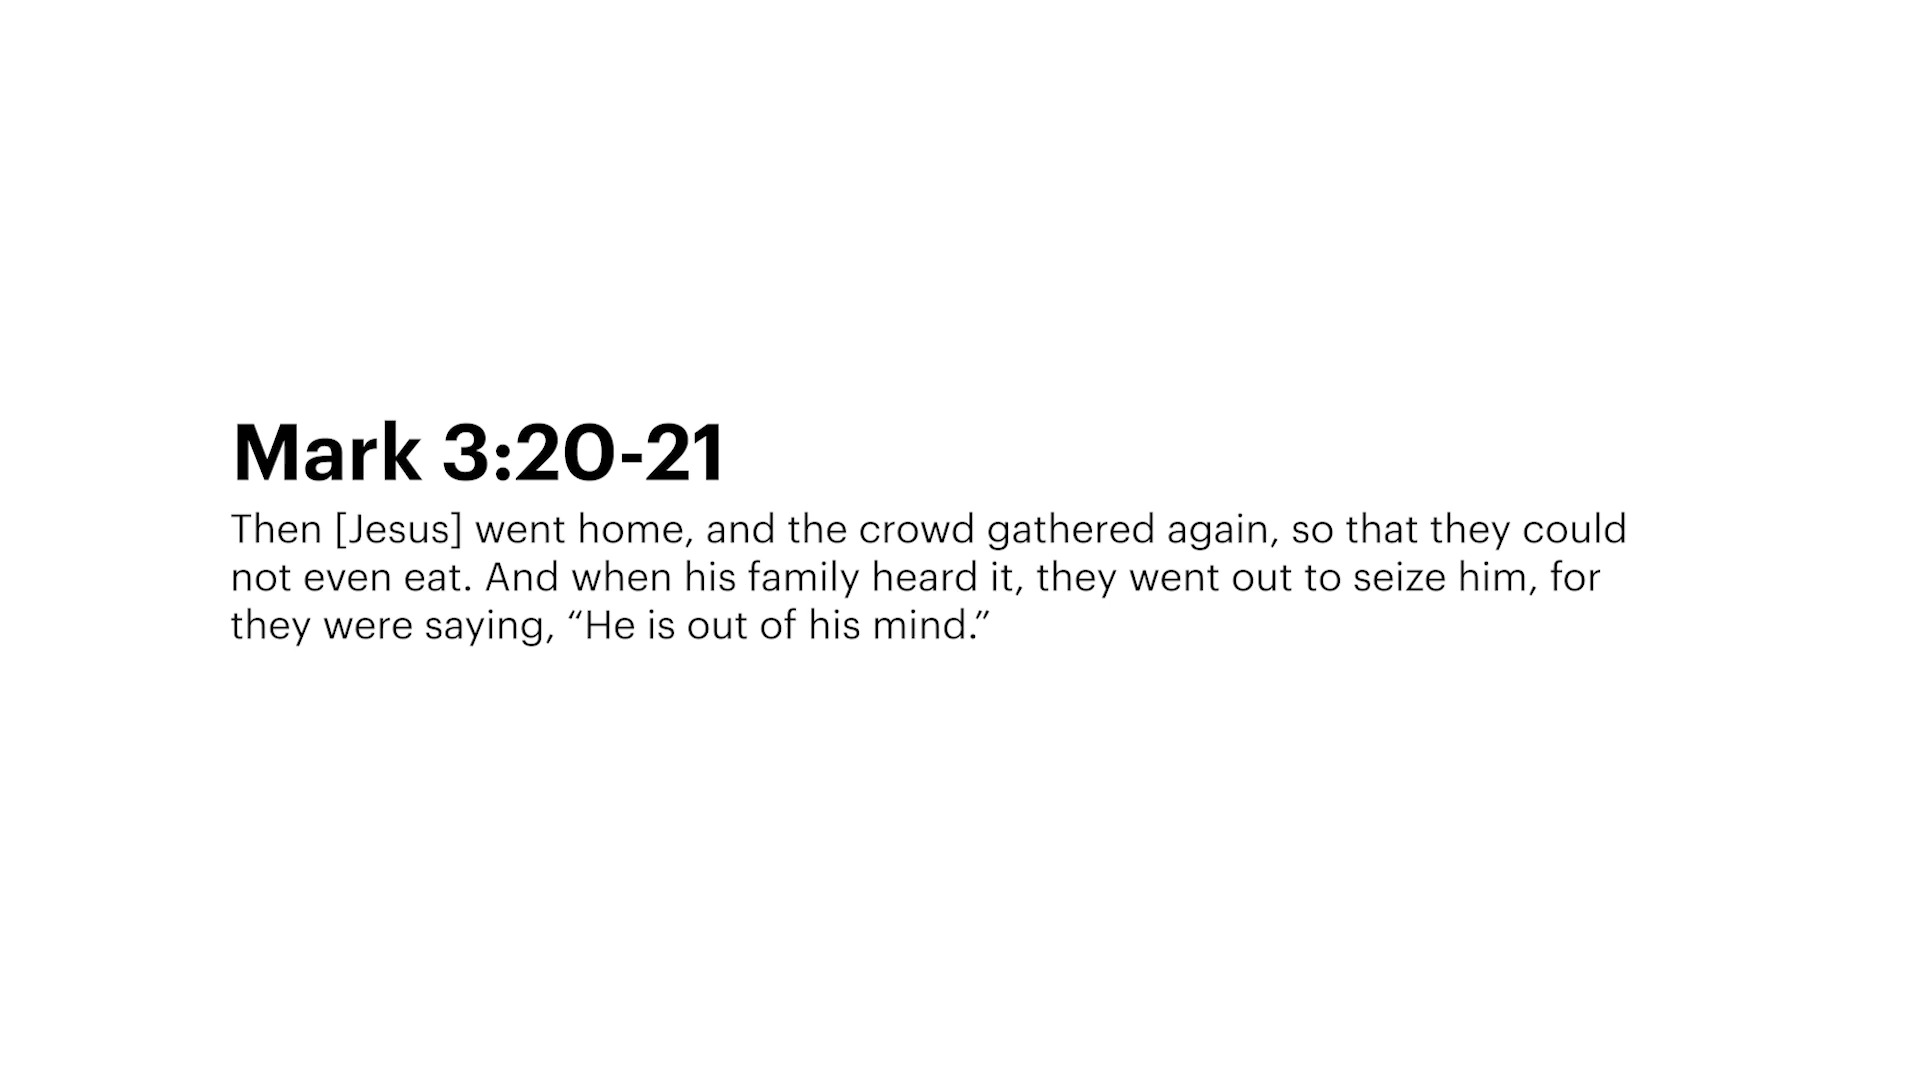 Mark 3:20-21
Then [Jesus] went home, and the crowd gathered again, so that they could
not even eat. And when his family heard it, they went out to seize him, for
they were saying, “He is out of his mind.”